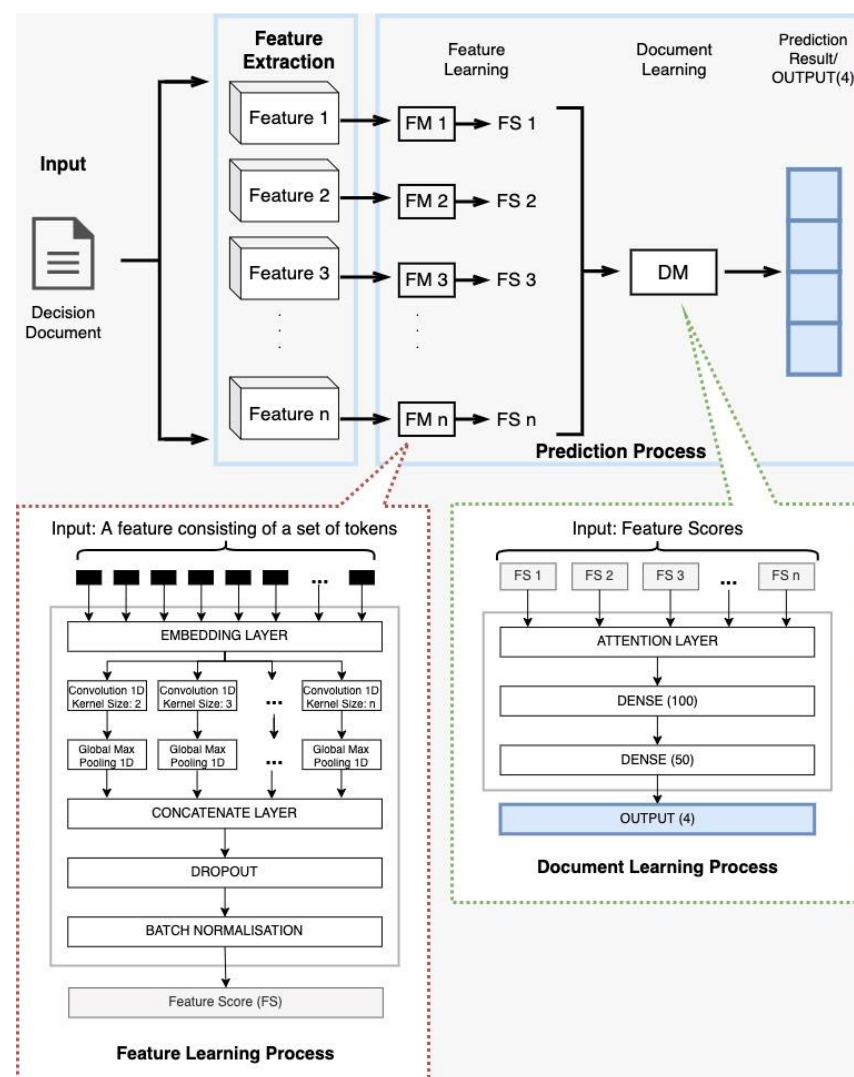 Feature
Extraction
Feature
Learning
Document
Learning
Prediction
Result/
OUTPUT(4)
Input
Decision
Document
Feature 1
FM 1
FS 1
Feature 2
FM 2
FS 2
Feature 3
FM 3
FS 3
DM
Feature n
FM n
FS n
Prediction Process
Input: A feature consisting of a set of tokens
...
EMBEDDING LAYER
Convolution 1D
Kernel Size: 2
Convolution 1D
Kernel Size: 3
...
Convolution 1D
Kernel Size: n
Global Max
Pooling 1D
Global Max
Pooling 1D
...
Global Max
Pooling 1D
CONCATENATE LAYER
DROPOUT
BATCH NORMALISATION
Feature Score (FS)
Feature Learning Process
Input: Feature Scores
FS 1
FS 2
FS 3
...
FS n
ATTENTION LAYER
DENSE (100)
DENSE (50)
OUTPUT (4)
Document Learning Process